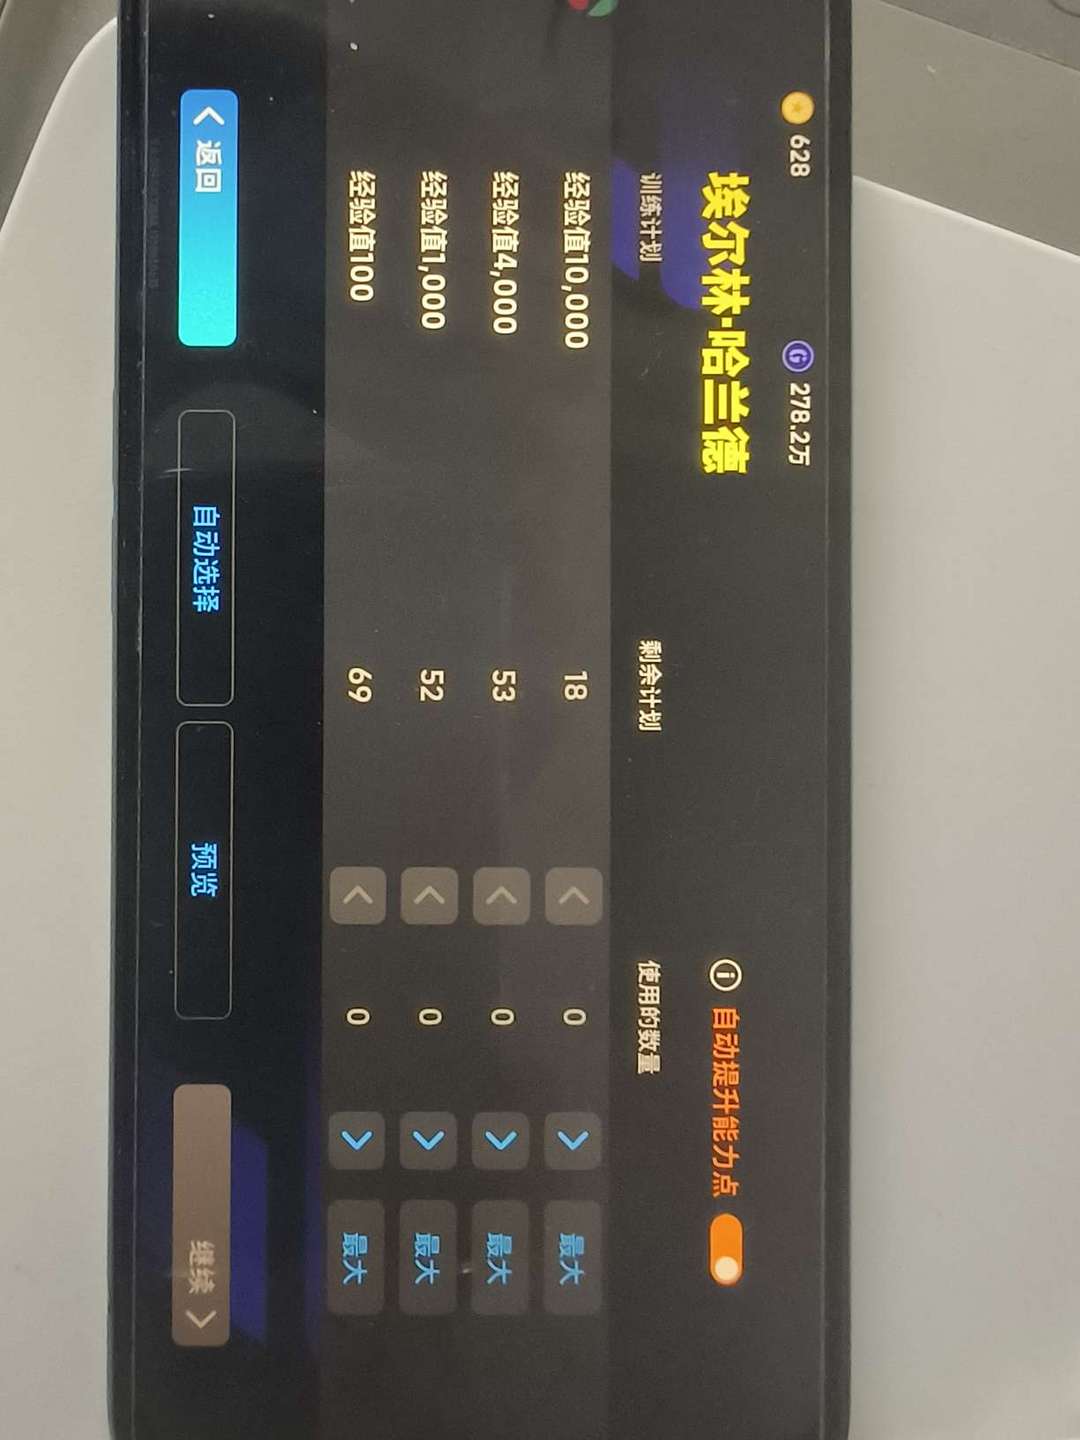 628 278.2万
埃尔林·哈兰德
自动提升能力点
训练计划 剩余计划 使用的数量
经验值10,000 18 0 最大
经验值4,000 53 0 最大
经验值1,000 52 0 最大
经验值100 69 0 最大
返回 自动选择 预览 继续